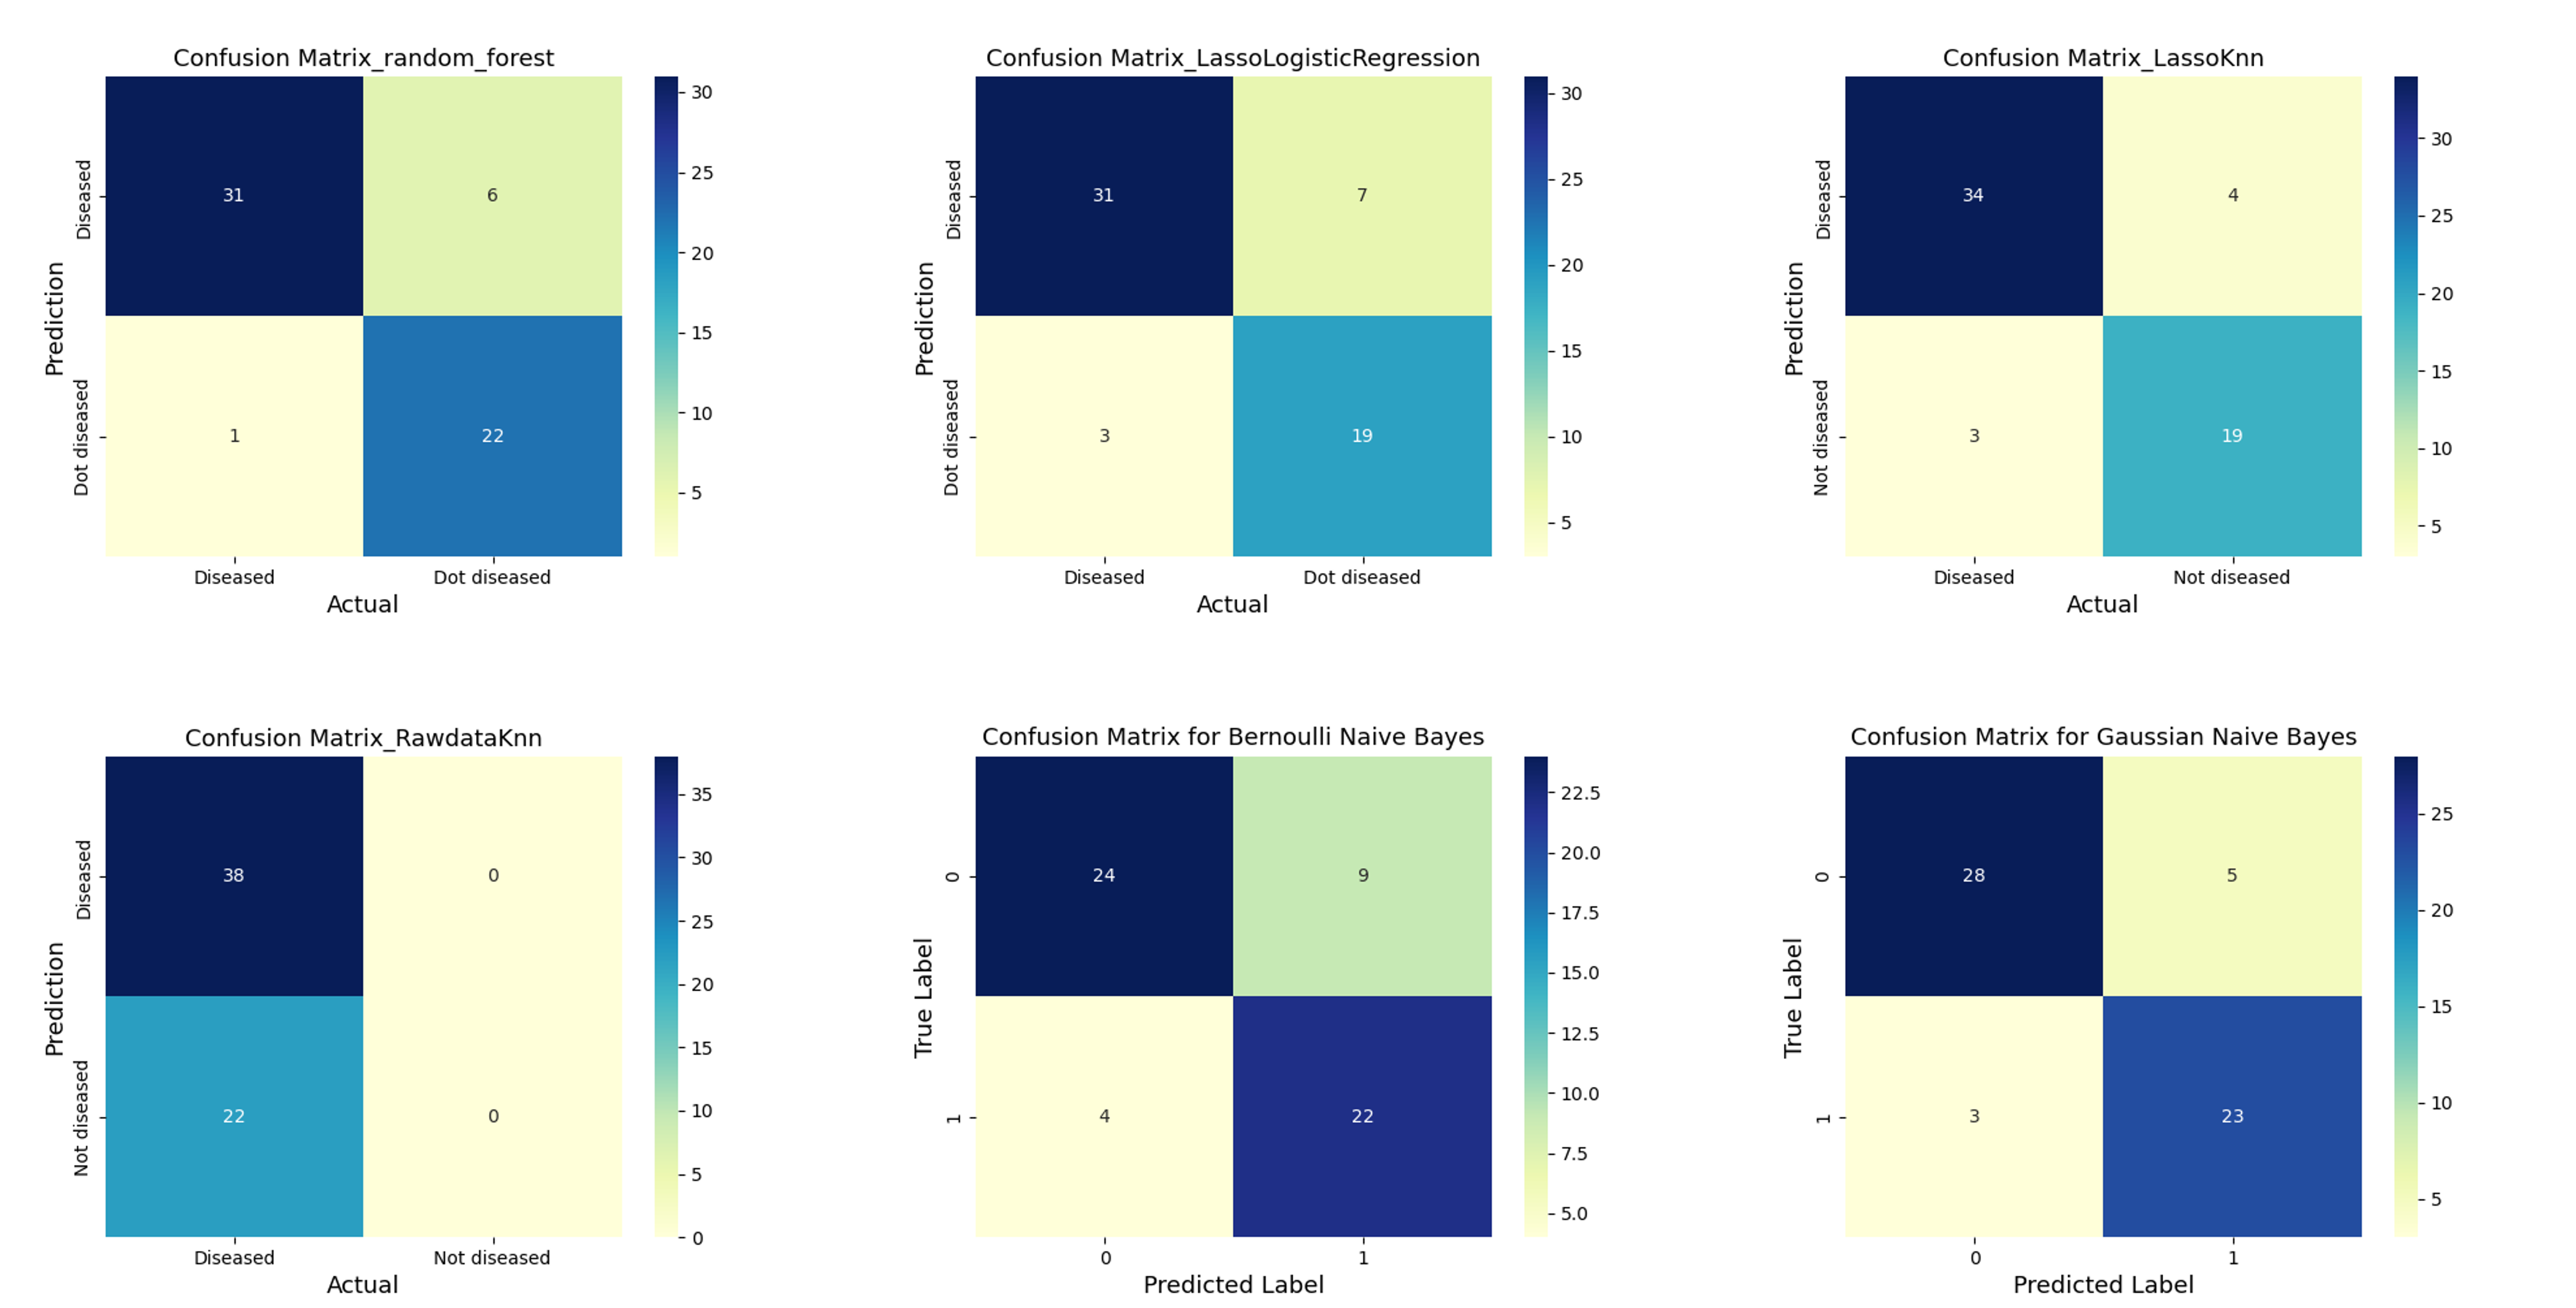 Confusion Matrix_random_forest
30
25
20
15
10
5
31
6
1
22
Diseased
Dot diseased
Prediction
Diseased
Dot diseased
Actual
Confusion Matrix_LassoLogisticRegression
30
25
20
15
10
5
31
7
3
19
Diseased
Dot diseased
Prediction
Diseased
Dot diseased
Actual
Confusion Matrix_LassoKnn
30
25
20
15
10
5
34
4
3
19
Diseased
Not diseased
Prediction
Diseased
Not diseased
Actual
Confusion Matrix_RawdataKnn
35
30
25
20
15
10
5
0
38
0
22
0
Diseased
Not diseased
Prediction
Diseased
Not diseased
Actual
Confusion Matrix for Bernoulli Naive Bayes
22.5
20.0
17.5
15.0
12.5
10.0
7.5
5.0
24
9
4
22
0
1
True Label
0
1
Predicted Label
Confusion Matrix for Gaussian Naive Bayes
25
20
15
10
5
28
5
3
23
0
1
True Label
0
1
Predicted Label